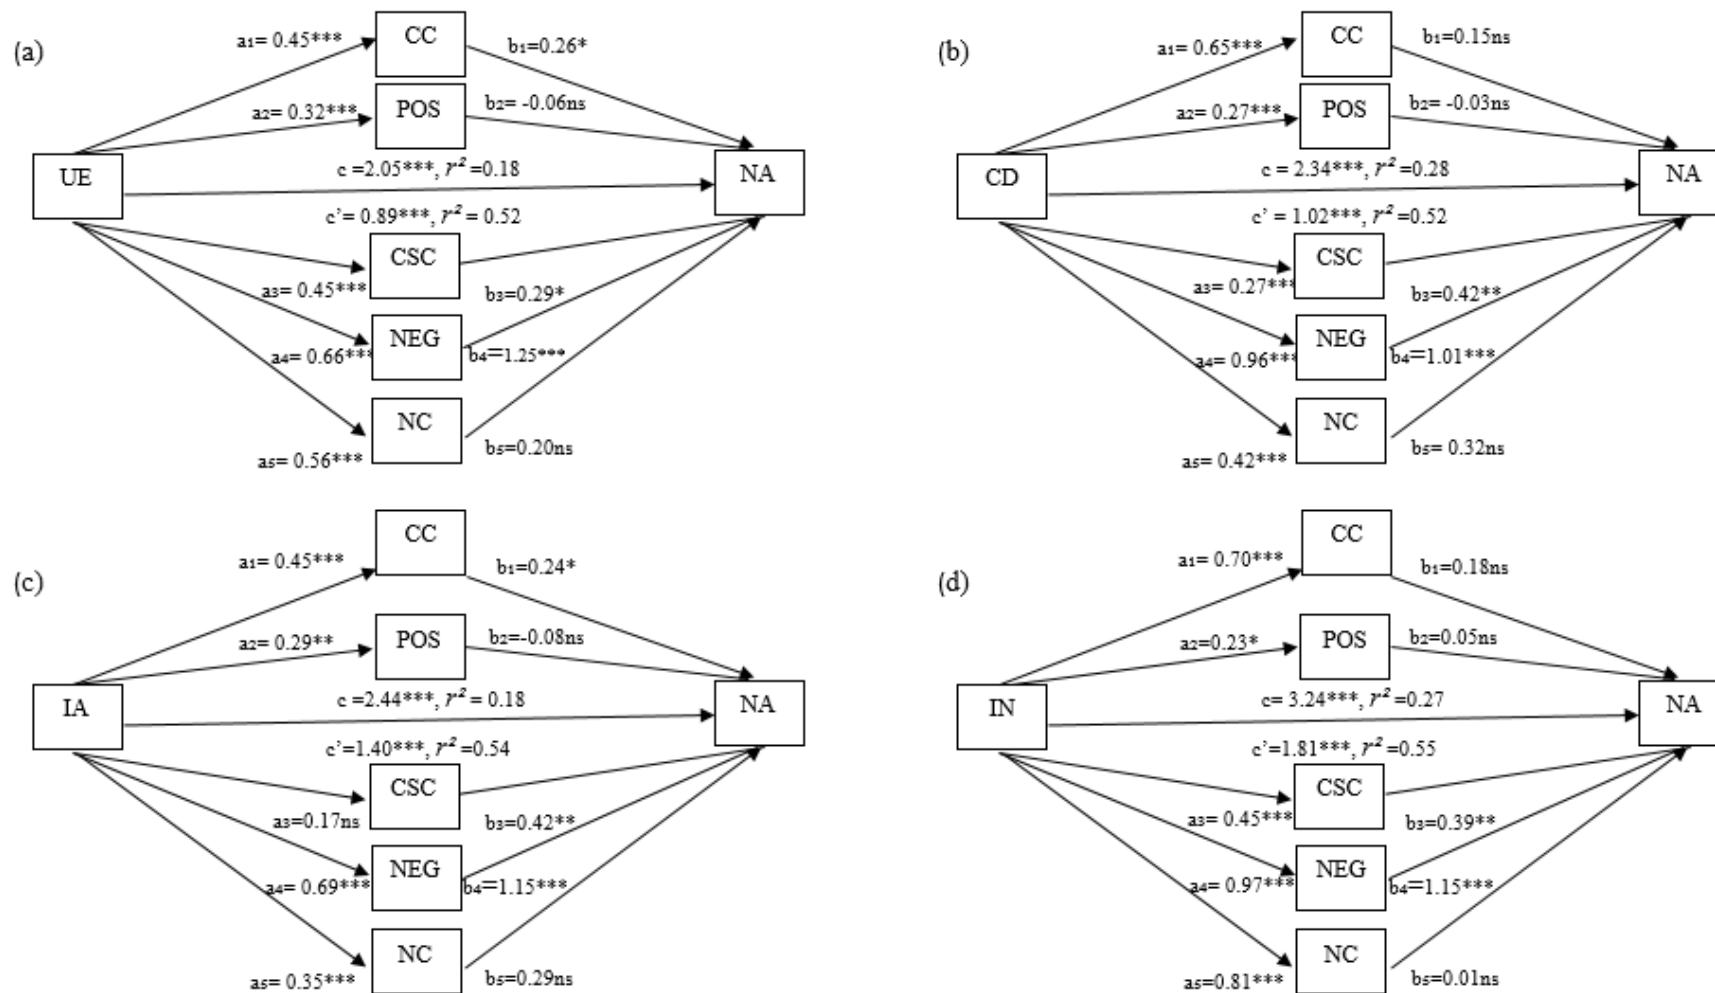 (a)
a₁= 0.45***
CC
b₁=0.26*
a₂= 0.32***
POS
b₂= -0.06ns
UE
c =2.05***, r² =0.18
NA
c’= 0.89***, r² = 0.52
CSC
a₃= 0.45***
b₃=0.29*
NEG
a₄= 0.66***
b₄=1.25***
NC
a₅= 0.56***
b₅=0.20ns
(b)
a₁= 0.65***
CC
b₁=0.15ns
a₂= 0.27***
POS
b₂= -0.03ns
CD
c = 2.34***, r² =0.28
NA
c’ = 1.02***, r² =0.52
CSC
a₃= 0.27***
b₃=0.42**
NEG
a₄= 0.96***
b₄=1.01***
NC
a₅= 0.42***
b₅= 0.32ns
(c)
a₁= 0.45***
CC
b₁=0.24*
a₂= 0.29**
POS
b₂=-0.08ns
IA
c =2.44***, r² = 0.18
NA
c’=1.40***, r² =0.54
CSC
a₃=0.17ns
b₃=0.42**
NEG
a₄= 0.69***
b₄=1.15***
NC
a₅= 0.35***
b₅=0.29ns
(d)
a₁= 0.70***
CC
b₁=0.18ns
a₂=0.23*
POS
b₂=0.05ns
IN
c= 3.24***, r² =0.27
NA
c’=1.81***, r² =0.55
CSC
a₃= 0.45***
b₃=0.39**
NEG
a₄= 0.97***
b₄=1.15***
NC
a₅=0.81***
b₅=0.01ns